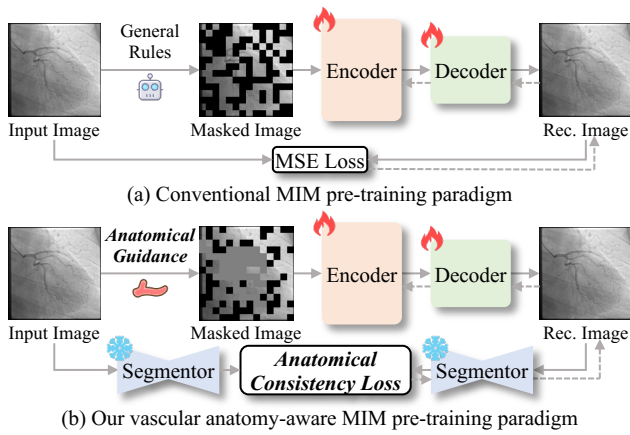 General
Rules
Encoder
Decoder
Input Image
Masked Image
Rec. Image
MSE Loss
(a) Conventional MIM pre-training paradigm
Anatomical
Guidance
Encoder
Decoder
Input Image
Masked Image
Rec. Image
Segmentor
Anatomical
Consistency Loss
Segmentor
(b) Our vascular anatomy-aware MIM pre-training paradigm